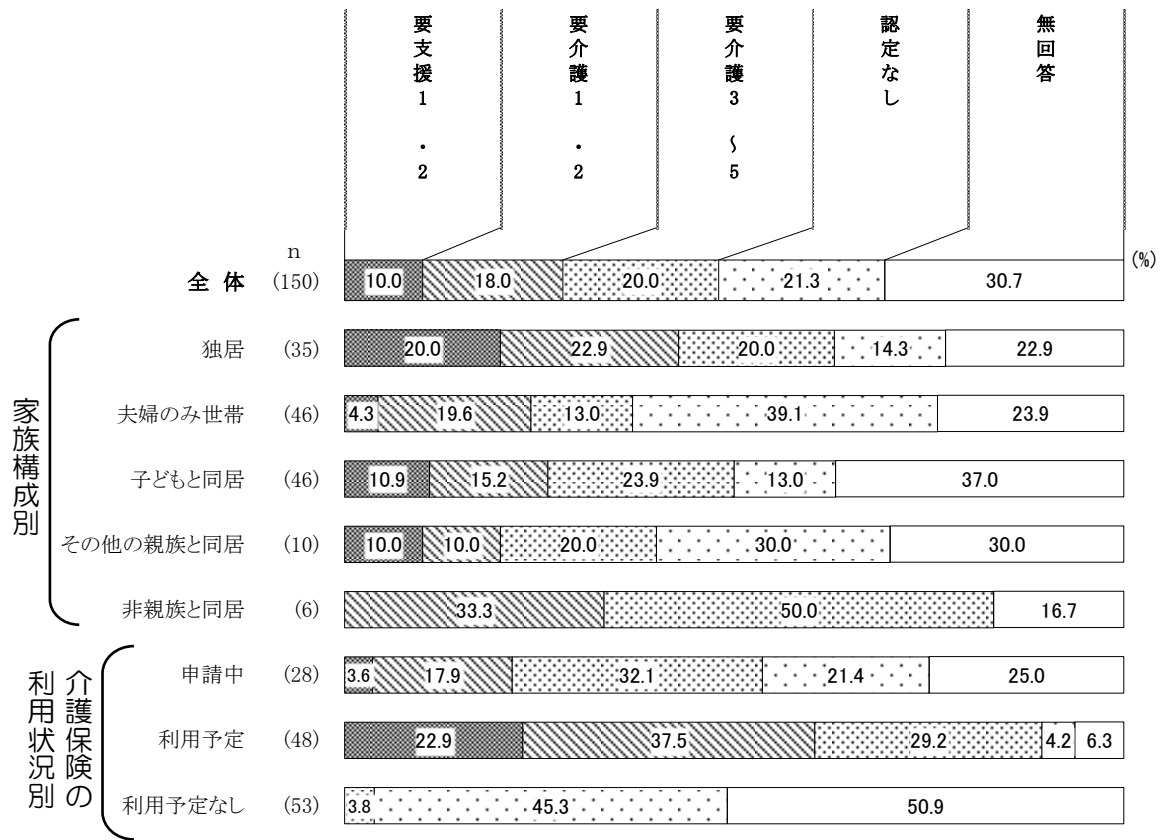 要支援1・2
要介護1・2
要介護3〜5
認定なし
無回答
n
(%)
全 体 (150) 10.0 18.0 20.0 21.3 30.7
家族構成別
独居 (35) 20.0 22.9 20.0 14.3 22.9
夫婦のみ世帯 (46) 4.3 19.6 13.0 39.1 23.9
子どもと同居 (46) 10.9 15.2 23.9 13.0 37.0
その他の親族と同居 (10) 10.0 10.0 20.0 30.0 30.0
非親族と同居 (6) 33.3 50.0 16.7
介護保険の
利用状況別
申請中 (28) 3.6 17.9 32.1 21.4 25.0
利用予定 (48) 22.9 37.5 29.2 4.2 6.3
利用予定なし (53) 3.8 45.3 50.9